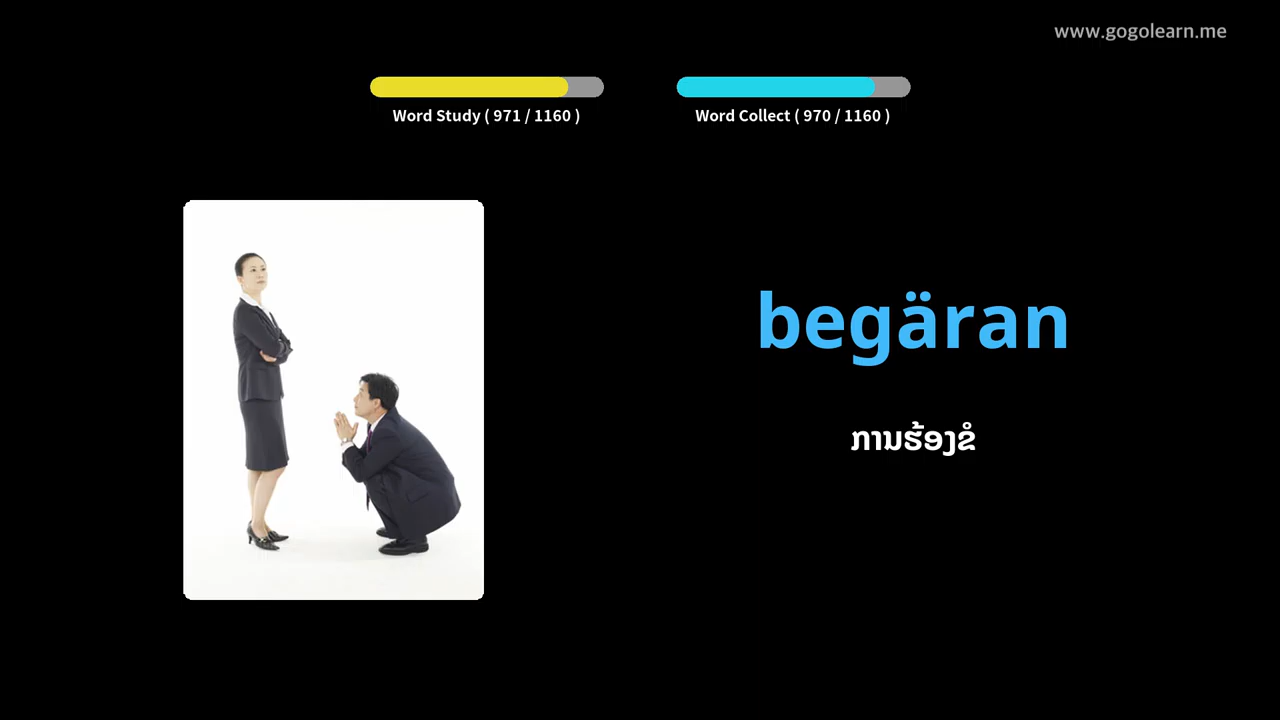 www.gogolearn.me
Word Study ( 971 / 1160 )
Word Collect ( 970 / 1160 )
begäran
ການຮ້ອງຂໍ